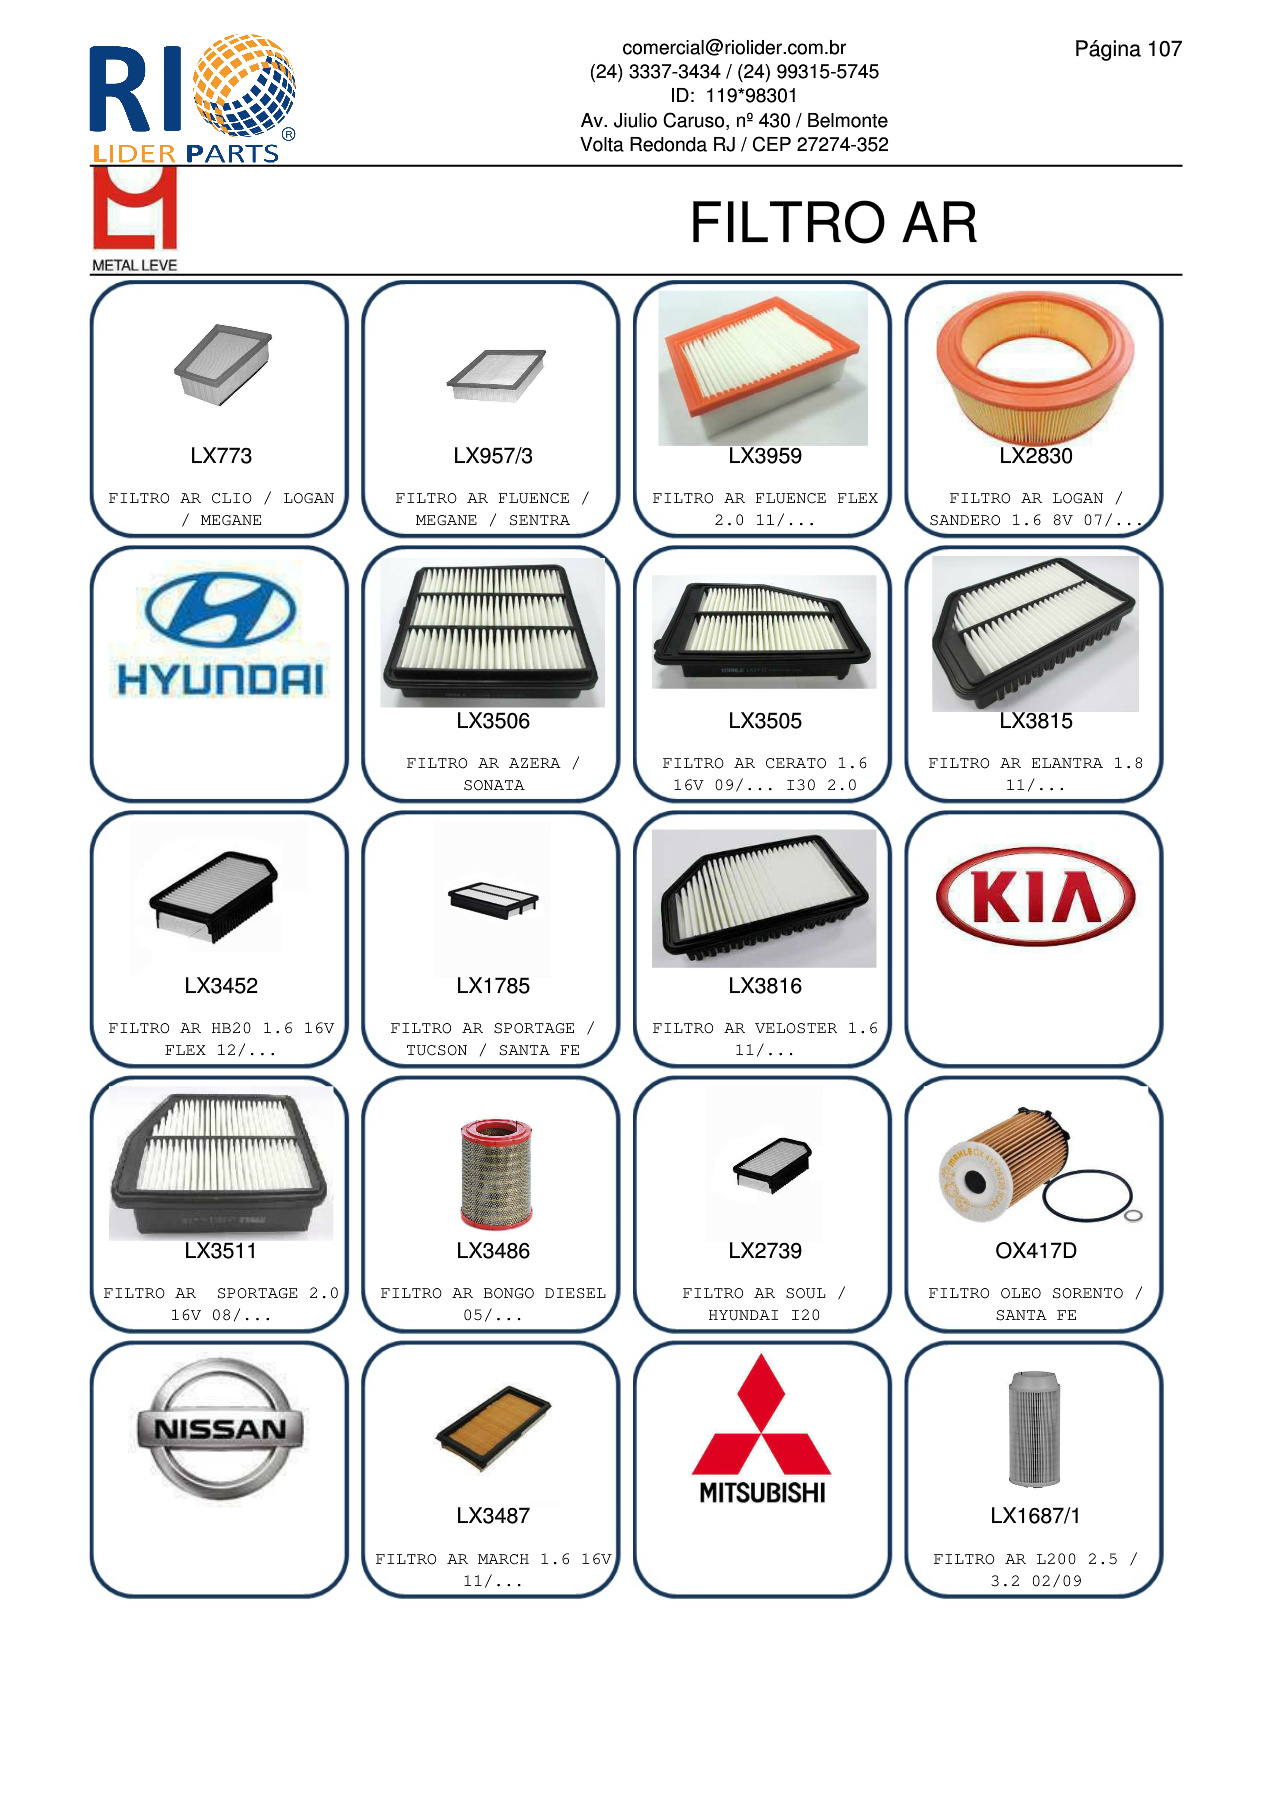 RIO
LIDER PARTS
®
comercial@riolider.com.br
(24) 3337-3434 / (24) 99315-5745
ID:  119*98301
Av. Jiulio Caruso, nº 430 / Belmonte
Volta Redonda RJ / CEP 27274-352
Página 107
METAL LEVE
FILTRO AR
LX773
FILTRO AR CLIO / LOGAN
/ MEGANE
LX957/3
FILTRO AR FLUENCE /
MEGANE / SENTRA
LX3959
FILTRO AR FLUENCE FLEX
2.0 11/...
LX2830
FILTRO AR LOGAN /
SANDERO 1.6 8V 07/...
HYUNDAI
LX3506
FILTRO AR AZERA /
SONATA
LX3505
FILTRO AR CERATO 1.6
16V 09/... I30 2.0
LX3815
FILTRO AR ELANTRA 1.8
11/...
LX3452
FILTRO AR HB20 1.6 16V
FLEX 12/...
LX1785
FILTRO AR SPORTAGE /
TUCSON / SANTA FE
LX3816
FILTRO AR VELOSTER 1.6
11/...
KIA
LX3511
FILTRO AR  SPORTAGE 2.0
16V 08/...
LX3486
FILTRO AR BONGO DIESEL
05/...
LX2739
FILTRO AR SOUL /
HYUNDAI I20
MAHLE
OX417D
FILTRO OLEO SORENTO /
SANTA FE
NISSAN
LX3487
FILTRO AR MARCH 1.6 16V
11/...
MITSUBISHI
LX1687/1
FILTRO AR L200 2.5 /
3.2 02/09